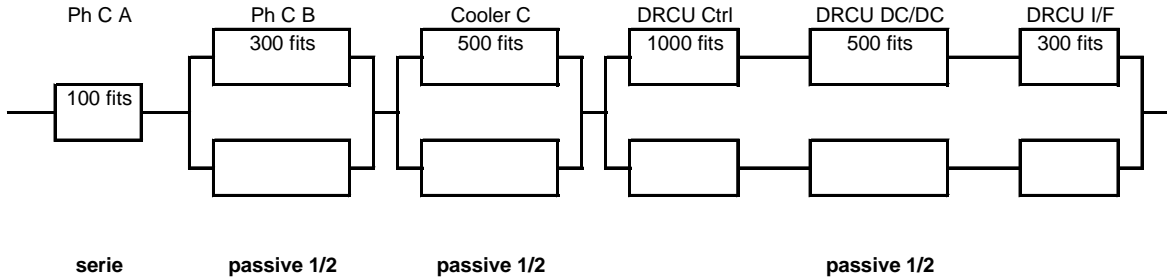 Ph C A Ph C B Cooler C DRCU Ctrl DRCU DC/DC DRCU I/F
300 fits 500 fits 1000 fits 500 fits 300 fits
100 fits
serie passive 1/2 passive 1/2 passive 1/2